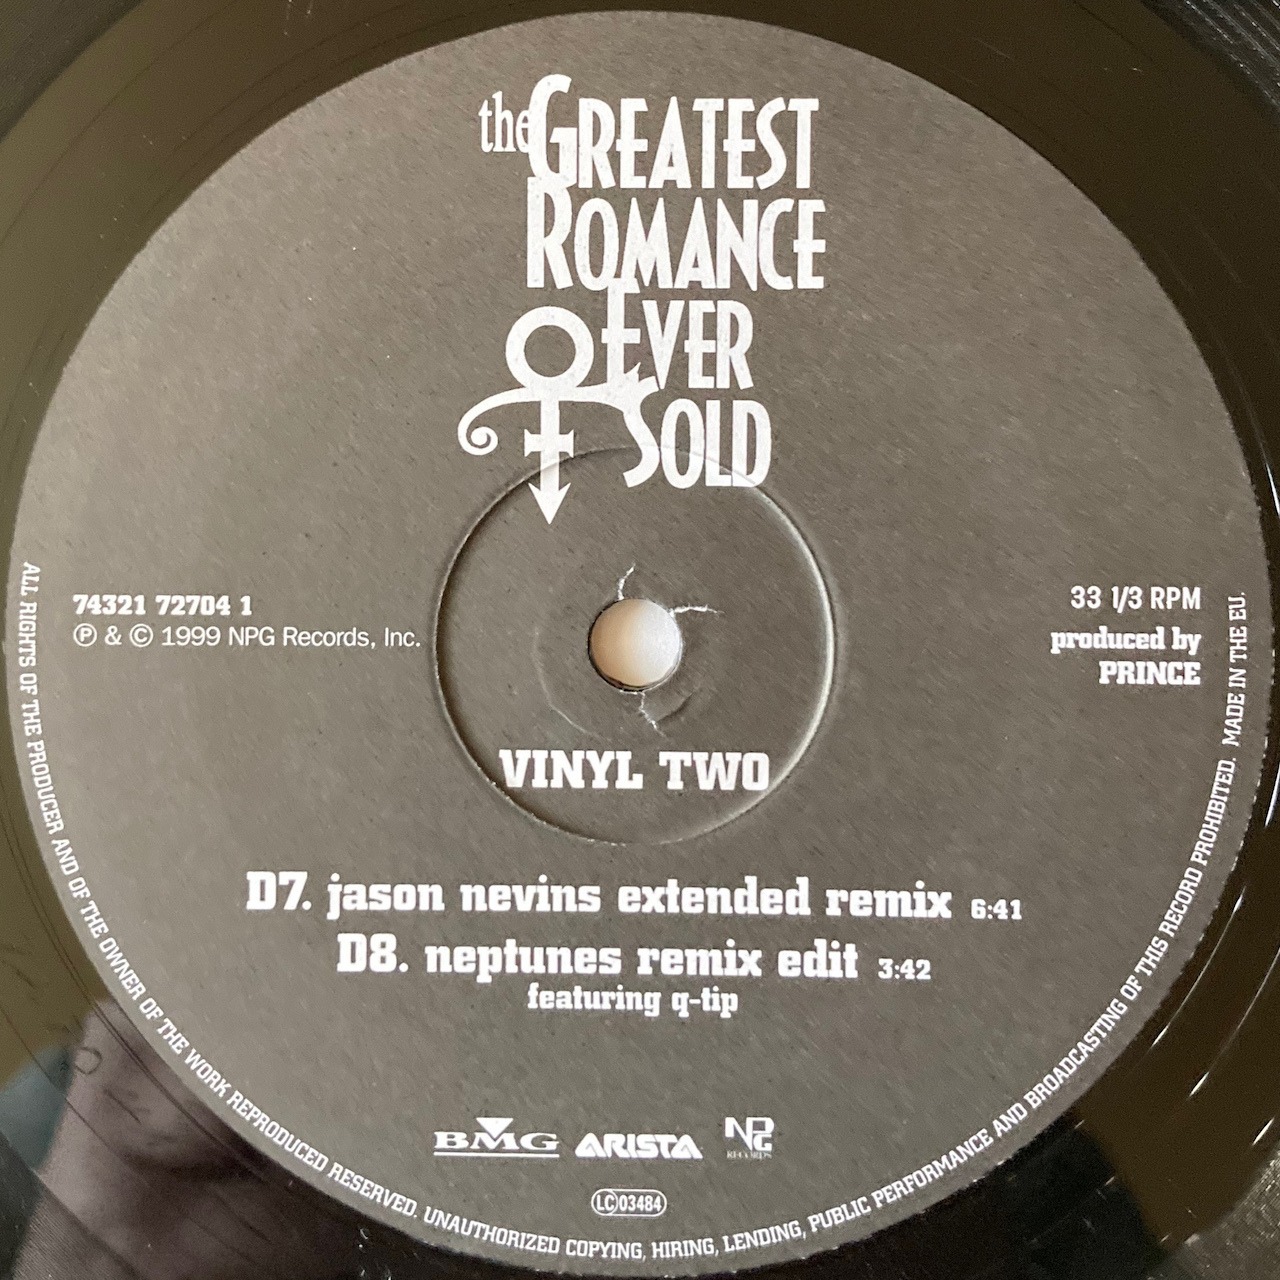 the GREATEST
ROMANCE
EVER
SOLD
74321 72704 1
℗ & © 1999 NPG Records, Inc.
33 1/3 RPM
produced by
PRINCE
VINYL TWO
D7. jason nevins extended remix 6:41
D8. neptunes remix edit 3:42
featuring q-tip
BMG ARISTA NPG RECORDS
LC 03484
ALL RIGHTS OF THE PRODUCER AND OF THE OWNER OF THE WORK REPRODUCED RESERVED. UNAUTHORIZED COPYING, HIRING, LENDING, PUBLIC PERFORMANCE AND BROADCASTING OF THIS RECORD PROHIBITED. MADE IN THE EU.